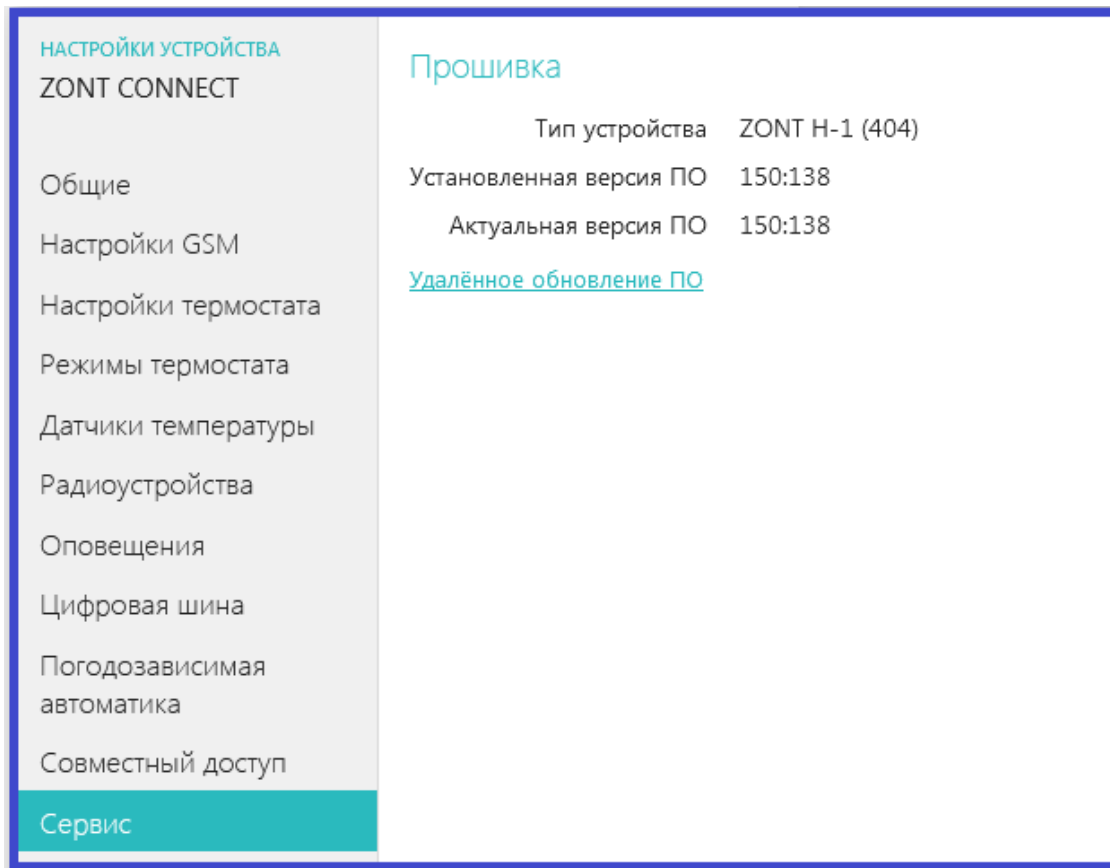 НАСТРОЙКИ УСТРОЙСТВА
ZONT CONNECT
Общие
Настройки GSM
Настройки термостата
Режимы термостата
Датчики температуры
Радиоустройства
Оповещения
Цифровая шина
Погодозависимая
автоматика
Совместный доступ
Сервис
Прошивка
Тип устройства ZONT H-1 (404)
Установленная версия ПО 150:138
Актуальная версия ПО 150:138
Удалённое обновление ПО